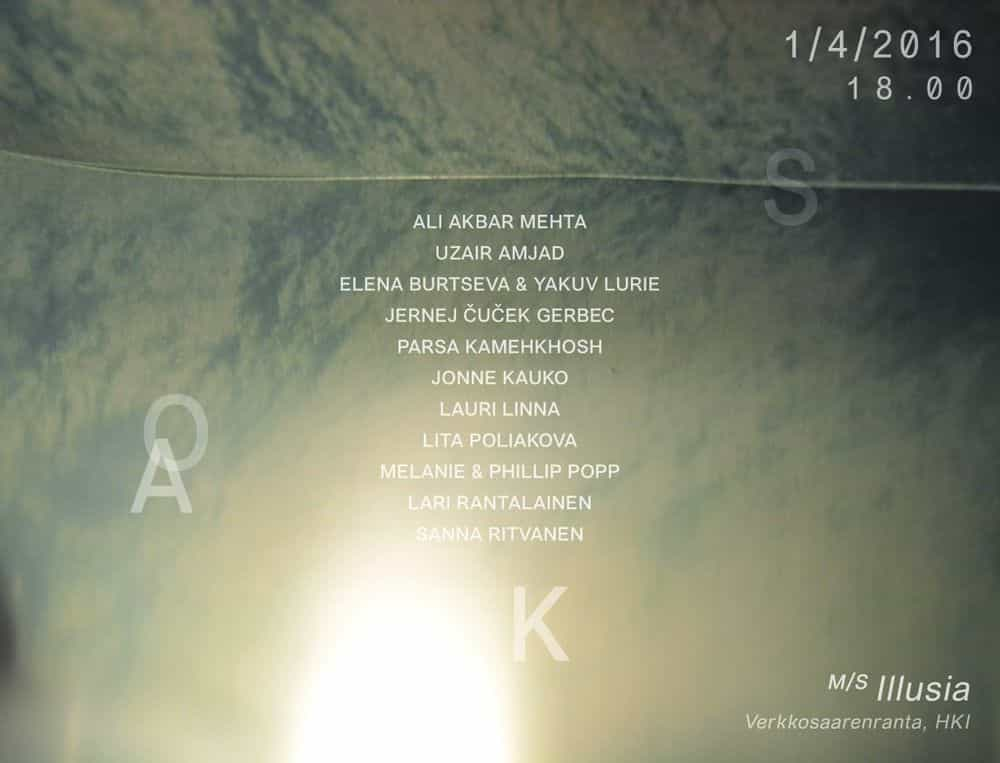 1/4/2016
18.00
S
ALI AKBAR MEHTA
UZAIR AMJAD
ELENA BURTSEVA & YAKUV LURIE
JERNEJ ČUČEK GERBEC
PARSA KAMEHKHOSH
JONNE KAUKO
LAURI LINNA
LITA POLIAKOVA
MELANIE & PHILLIP POPP
LARI RANTALAINEN
SANNA RITVANEN
O
A
K
M/S Illusia
Verkkosaarenranta, HKI